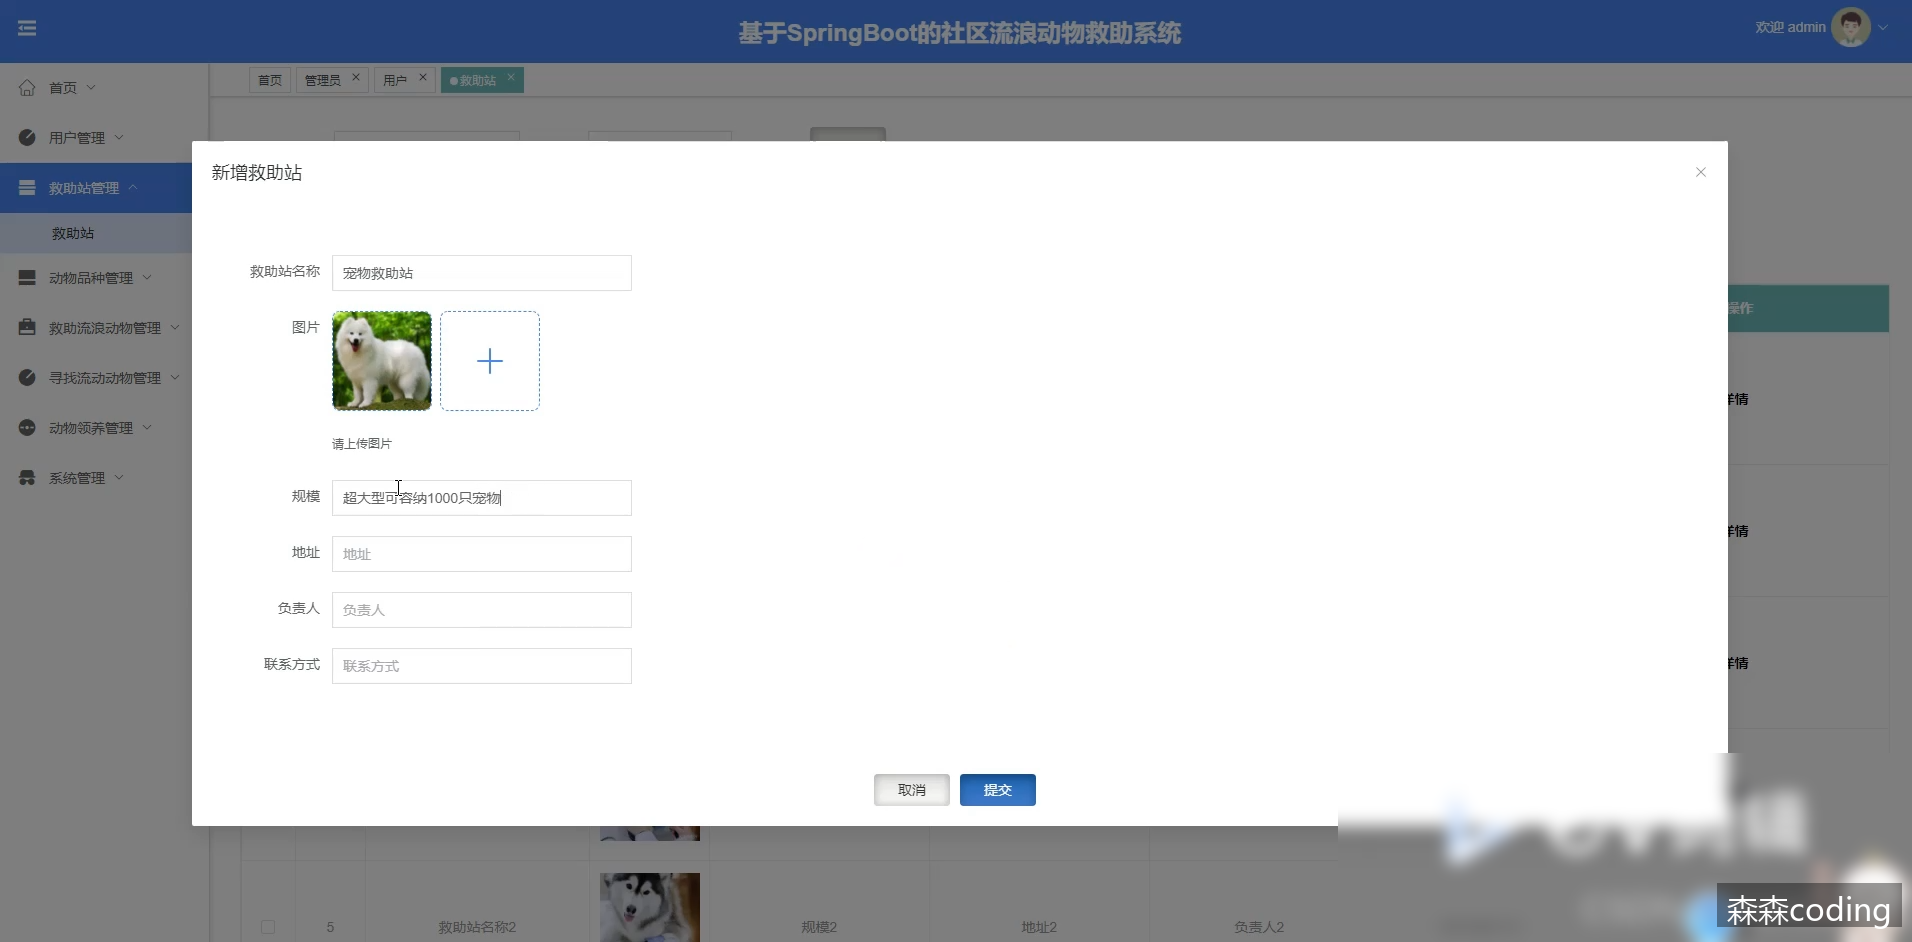 基于SpringBoot的社区流浪动物救助系统
欢迎 admin
首页
用户管理
救助站管理
救助站
动物品种管理
救助流浪动物管理
寻找流动动物管理
动物领养管理
系统管理
首页 管理员 用户 救助站
新增救助站
救助站名称 宠物救助站
图片
请上传图片
规模 超大型可容纳1000只宠物
地址 地址
负责人 负责人
联系方式 联系方式
取消 提交
操作
详情
详情
详情
5 救助站名称2 规模2 地址2 负责人2
森森coding